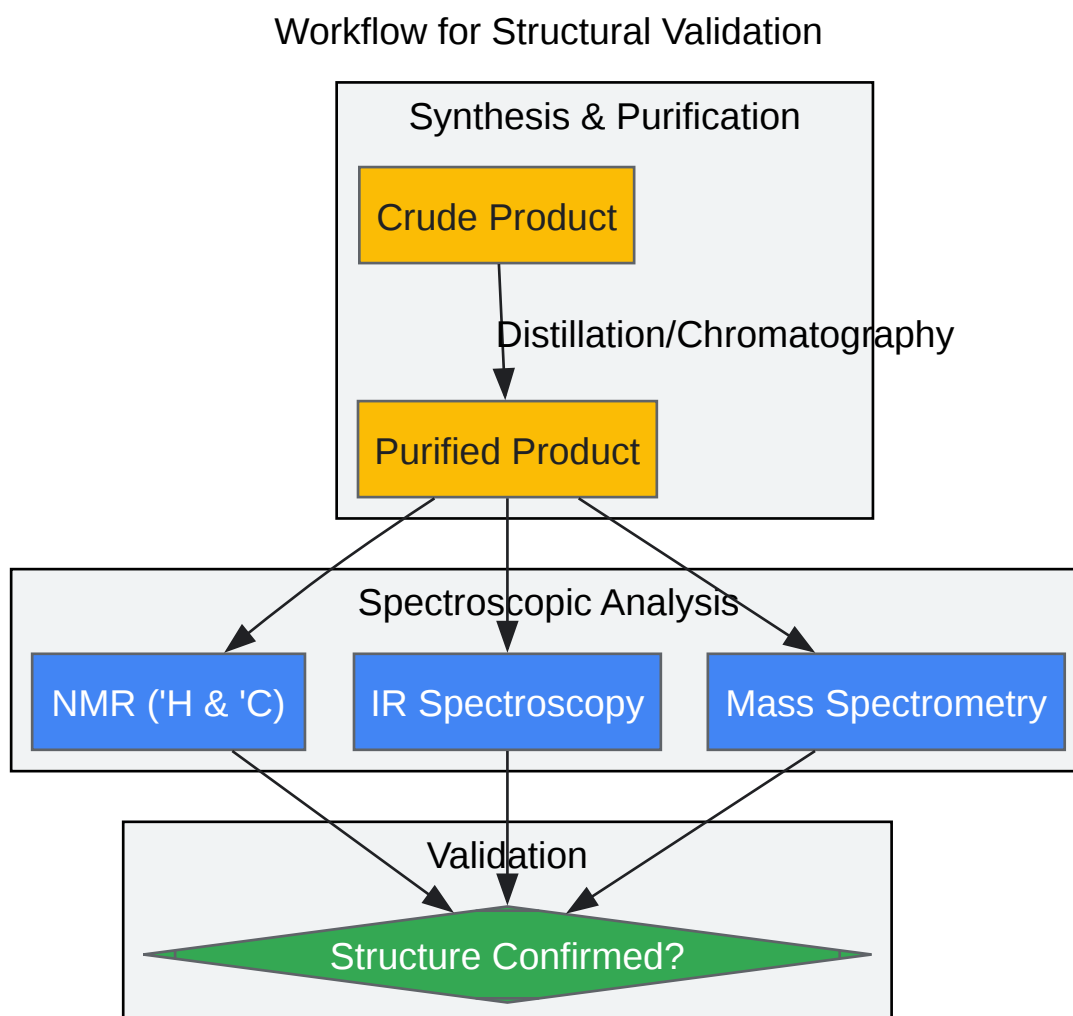 Workflow for Structural Validation
Synthesis & Purification
Crude Product
Distillation/Chromatography
Purified Product
Spectroscopic Analysis
NMR ('H & 'C)
IR Spectroscopy
Mass Spectrometry
Validation
Structure Confirmed?